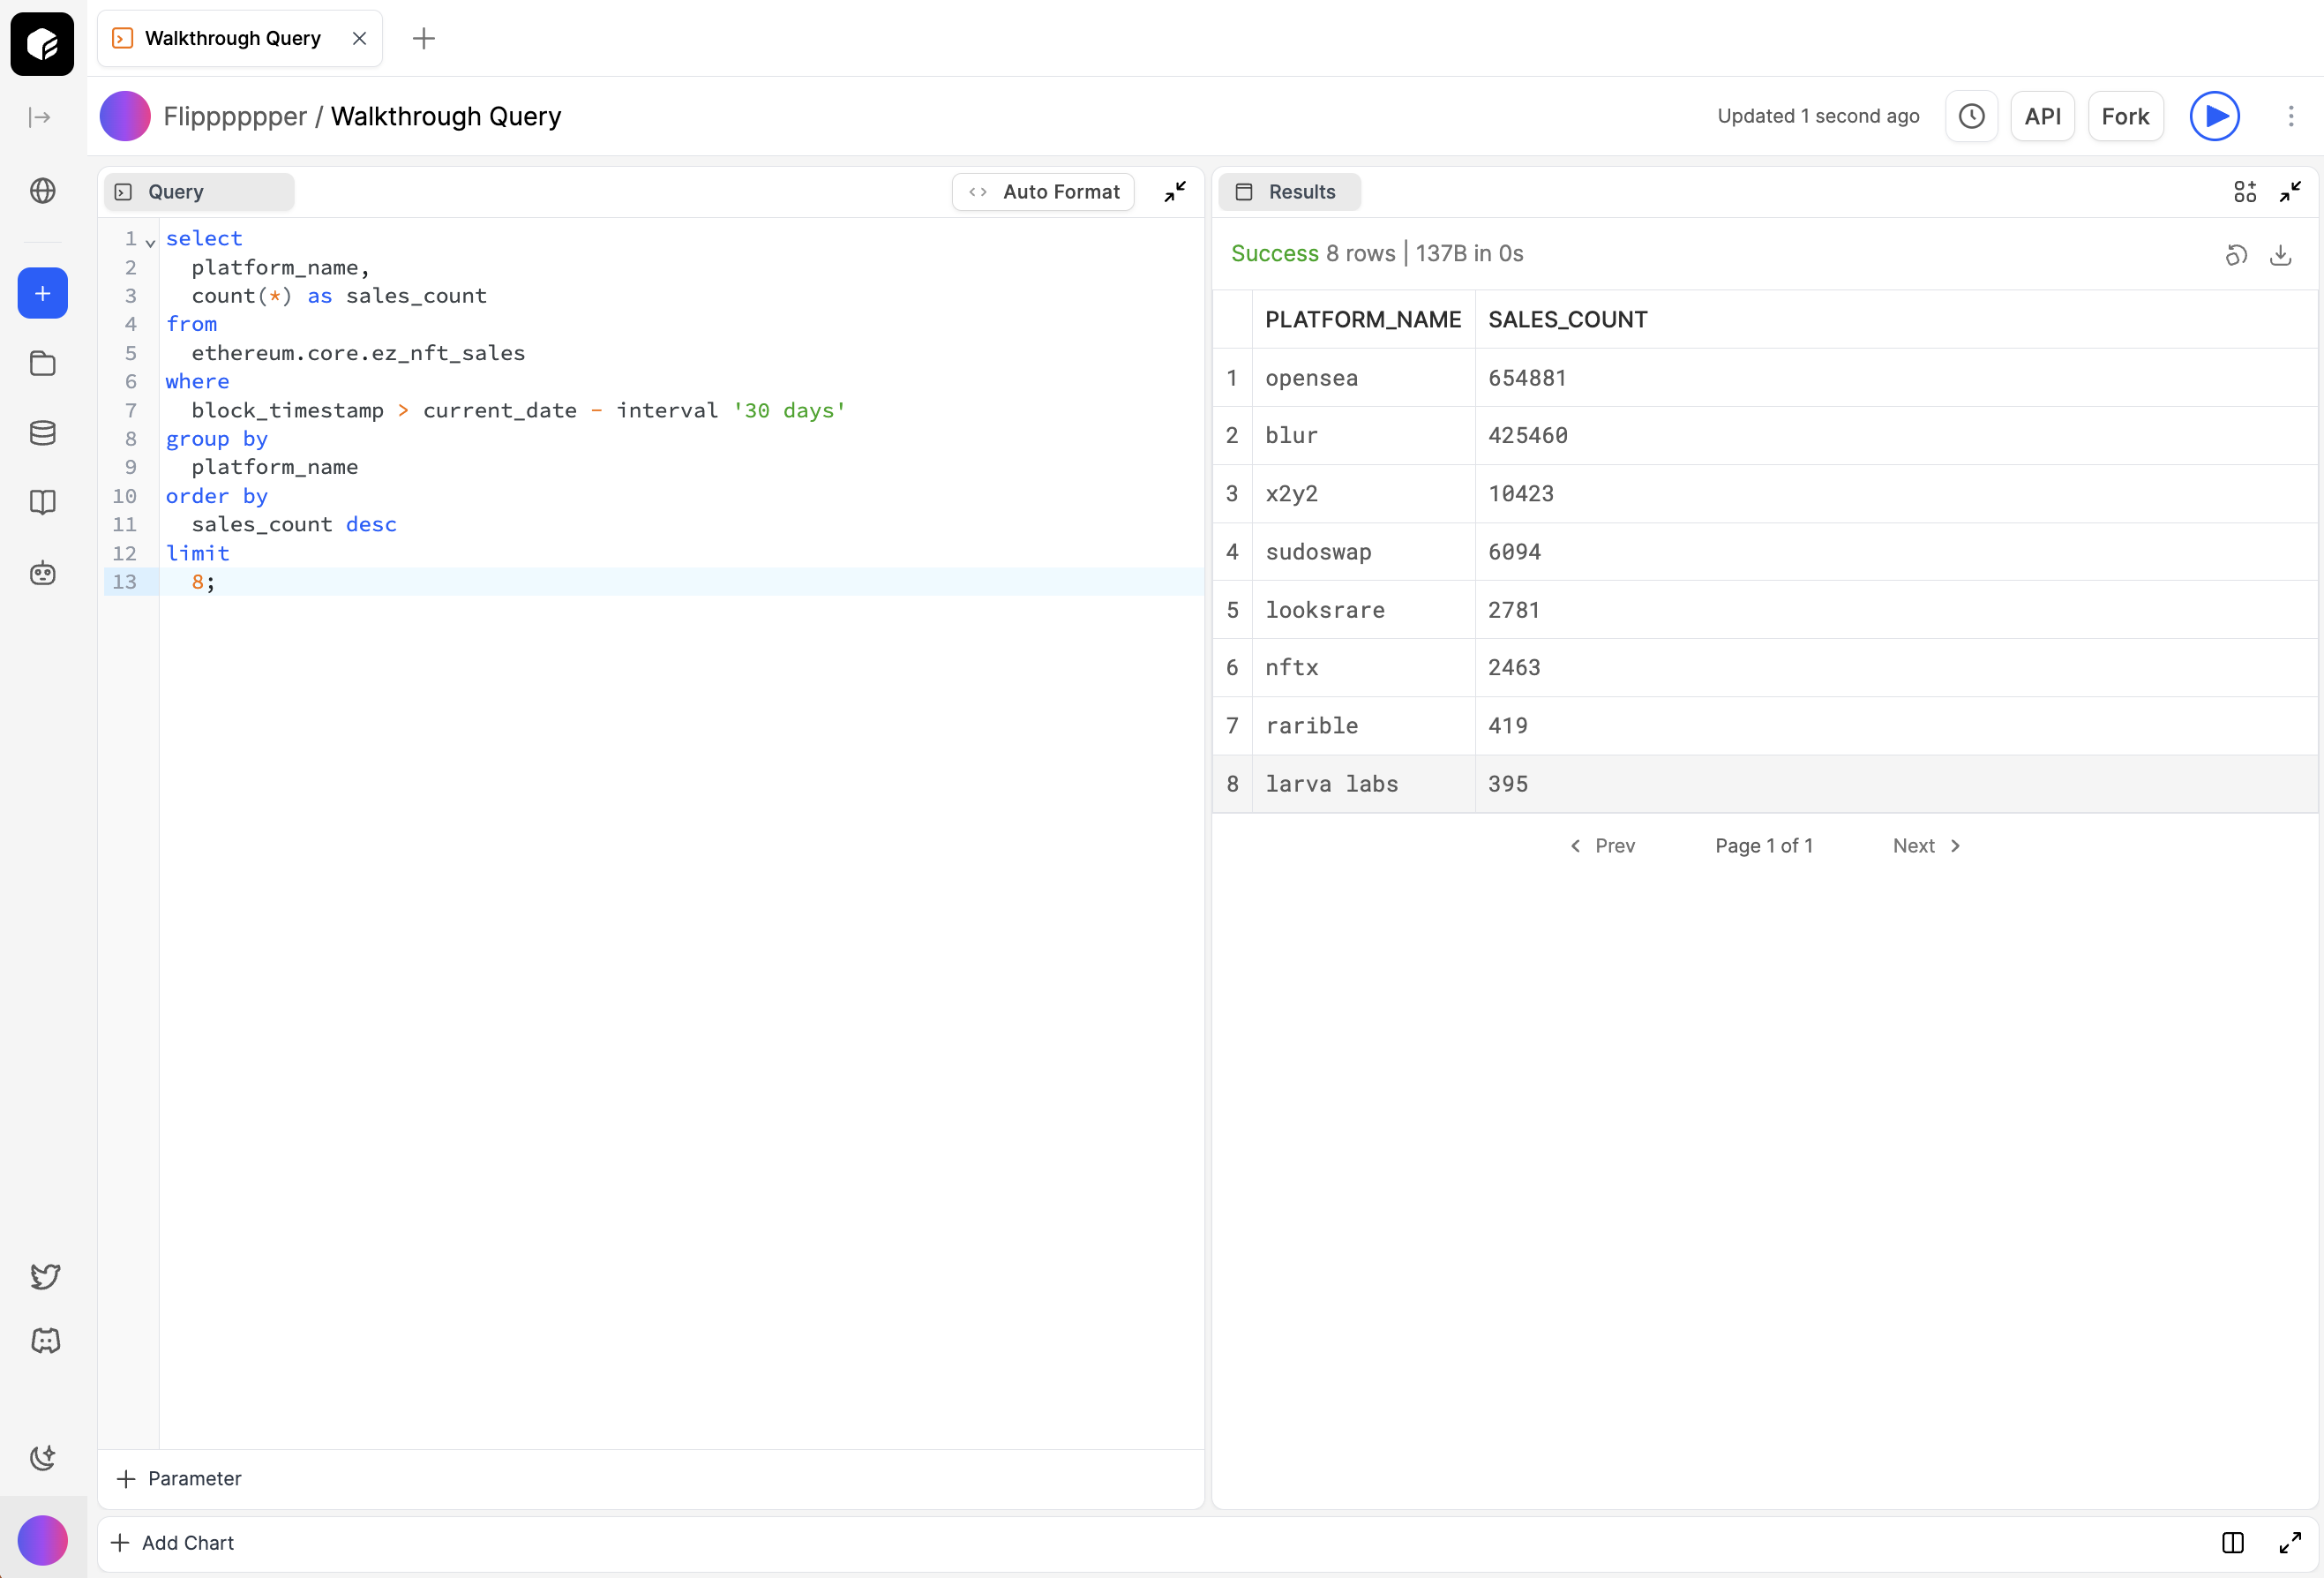 Walkthrough Query
Flipppppper / Walkthrough Query
Updated 1 second ago
API
Fork
Query
Auto Format
1 select
2 platform_name,
3 count(*) as sales_count
4 from
5 ethereum.core.ez_nft_sales
6 where
7 block_timestamp > current_date - interval '30 days'
8 group by
9 platform_name
10 order by
11 sales_count desc
12 limit
13 8;
Parameter
Results
Success 8 rows | 137B in 0s
PLATFORM_NAME SALES_COUNT
1 opensea 654881
2 blur 425460
3 x2y2 10423
4 sudoswap 6094
5 looksrare 2781
6 nftx 2463
7 rarible 419
8 larva labs 395
Prev Page 1 of 1 Next
Add Chart